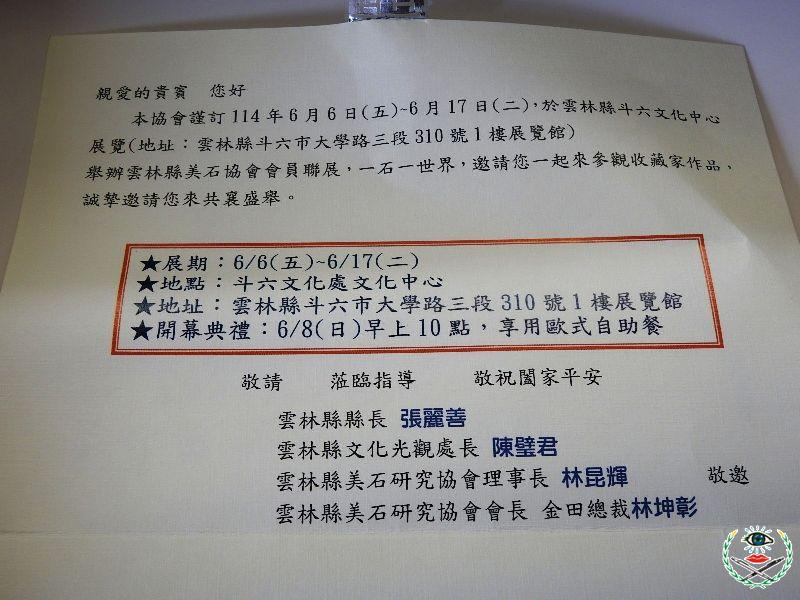 親愛的貴賓 您好
本協會謹訂114年6月6日(五)~6月17日(二),於雲林縣斗六文化中心
展覽(地址:雲林縣斗六市大學路三段310號1樓展覽館)
舉辦雲林縣美石協會會員聯展,一石一世界,邀請您一起來參觀收藏家作品,
誠摯邀請您來共襄盛舉。
★展期:6/6(五)~6/17(二)
★地點:斗六文化處文化中心
★地址:雲林縣斗六市大學路三段310號1樓展覽館
★開幕典禮:6/8(日)早上10點,享用歐式自助餐
敬請 蒞臨指導 敬祝闔家平安
雲林縣縣長 張麗善
雲林縣文化光觀處長 陳璧君
雲林縣美石研究協會理事長 林昆輝 敬邀
雲林縣美石研究協會會長 金田總裁林坤彰